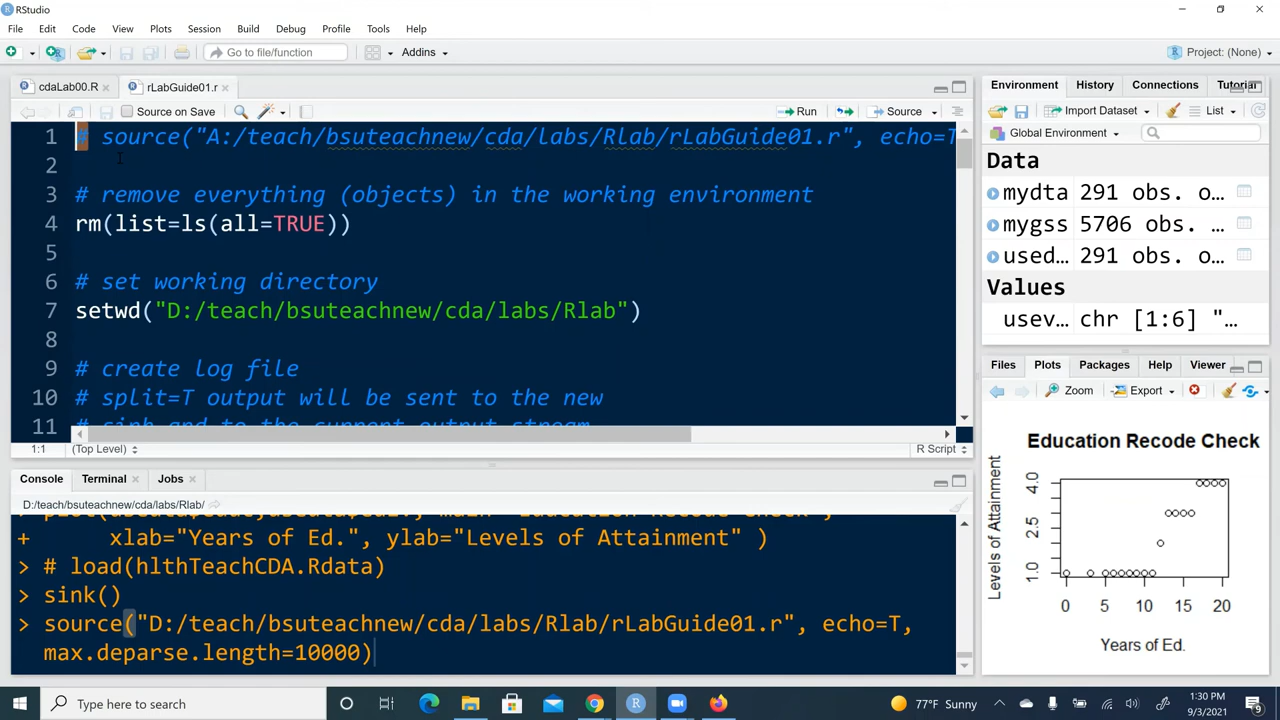 RStudio
File Edit Code View Plots Session Build Debug Profile Tools Help
Go to file/function Addins Project: (None)
cdaLab00.R rLabGuide01.r
Source on Save Run Source
1 # source("A:/teach/bsuteachnew/cda/labs/Rlab/rLabGuide01.r", echo=T
2
3 # remove everything (objects) in the working environment
4 rm(list=ls(all=TRUE))
5
6 # set working directory
7 setwd("D:/teach/bsuteachnew/cda/labs/Rlab")
8
9 # create log file
10 # split=T output will be sent to the new
11 # sink and to the current output stream
1:1 (Top Level) R Script
Console Terminal Jobs
D:/teach/bsuteachnew/cda/labs/Rlab/
+ xlab="Years of Ed.", ylab="Levels of Attainment" )
> # load(hlthTeachCDA.Rdata)
> sink()
> source("D:/teach/bsuteachnew/cda/labs/Rlab/rLabGuide01.r", echo=T,
max.deparse.length=10000)
Environment History Connections Tutorial
Import Dataset List
Global Environment
Data
mydta 291 obs. o...
mygss 5706 obs. ...
used... 291 obs. o...
Values
usev... chr [1:6] "...
Files Plots Packages Help Viewer
Zoom Export
Education Recode Check
Levels of Attainment
4.0
2.5
1.0
0 5 10 15 20
Years of Ed.
Type here to search
77°F Sunny
1:30 PM
9/3/2021
9